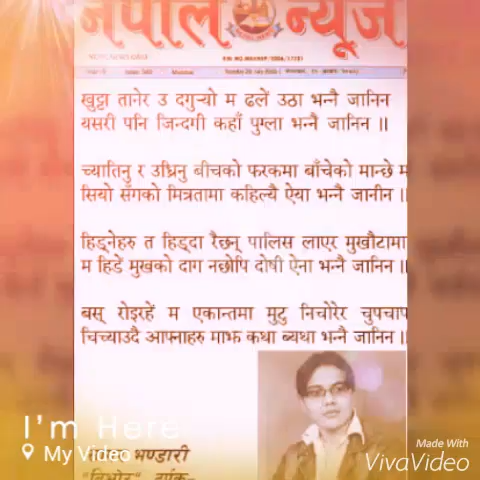 नेपाल न्यूज
खुट्टा तानेर उ दगुऱ्यो म ढलें उठा भन्नै जानिन
यसरी पनि जिन्दगी कहाँ पुग्ला भन्नै जानिन ॥
च्यातिनु र उध्रिनु बीचको फरकमा बाँचेको मान्छे म
सियो सँगको मित्रतामा कहिल्यै ऐया भन्नै जानीन ॥
हिड्नेहरु त हिड्दा रैछन् पालिस लाएर मुखौटामा
म हिडें मुखको दाग नछोपि दोषी ऐना भन्नै जानिन ॥
बस् रोइरहें म एकान्तमा मुटु निचोरेर चुपचाप
चिच्याउदै आफ्नाहरु माझ कथा ब्यथा भन्नै जानिन ॥
I'm Here
My Video
भण्डारी
Made With
VivaVideo